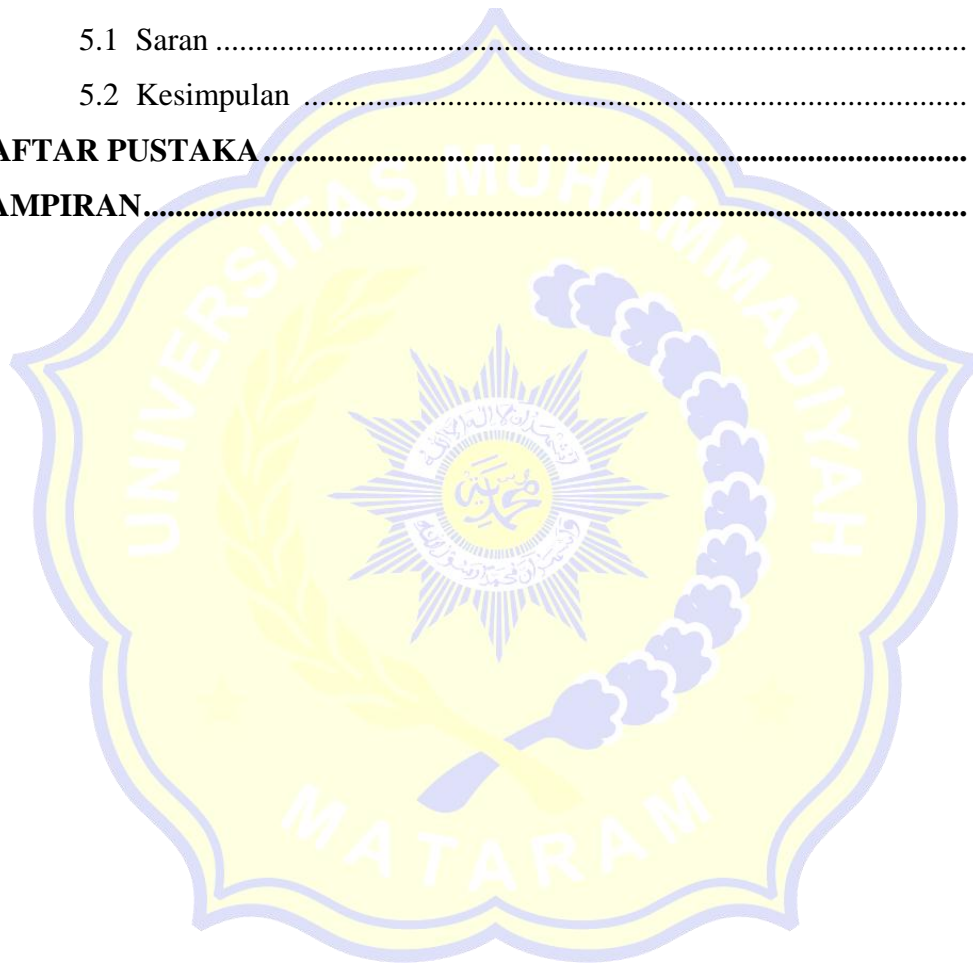 5.1 Saran ..............................................................................................
5.2 Kesimpulan ...................................................................................
AFTAR PUSTAKA.........................................................................................
AMPIRAN.......................................................................................................
UNIVERSITAS MUHAMMADIYAH
MATARAM